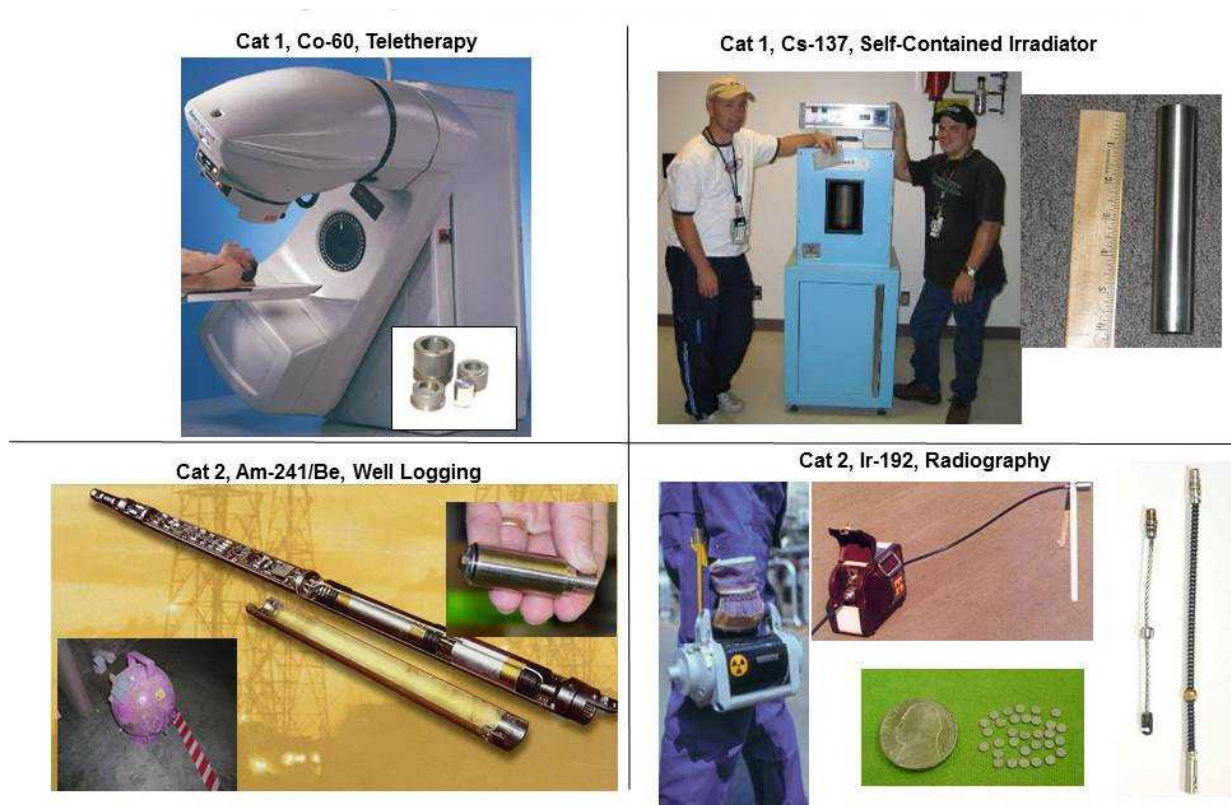 Cat 1, Co-60, Teletherapy
Cat 1, Cs-137, Self-Contained Irradiator
Cat 2, Am-241/Be, Well Logging
Cat 2, Ir-192, Radiography